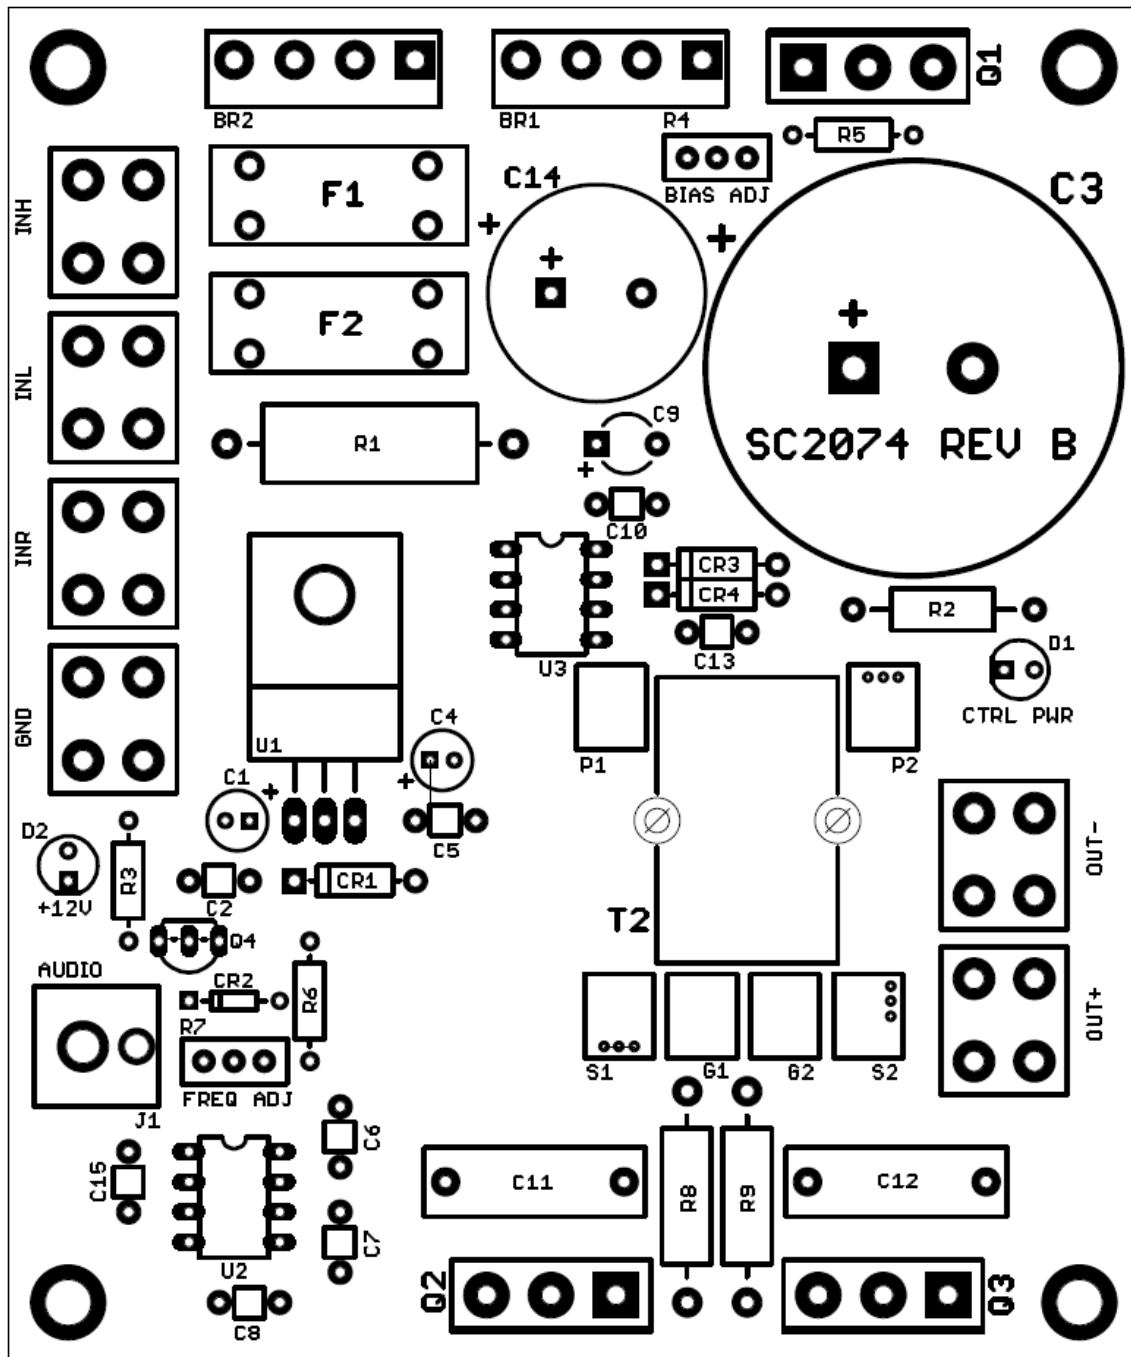 Q1
BR2
BR1
R4
R5
C14
BIAS ADJ
C3
INH
F1
+
+
+
+
F2
INL
C9
R1
SC2074 REV B
+
C10
INR
CR3
CR4
R2
C13
D1
U3
CTRL PWR
GND
U1
C4
P1
P2
C1
+
+
D2
C5
OUT-
R3
CR1
+12V
C2
T2
Q4
AUDIO
CR2
R6
OUT+
R7
S1
G1
G2
S2
FREQ ADJ
J1
C6
C15
C11
C12
R8
R9
C7
U2
Q2
Q3
C8